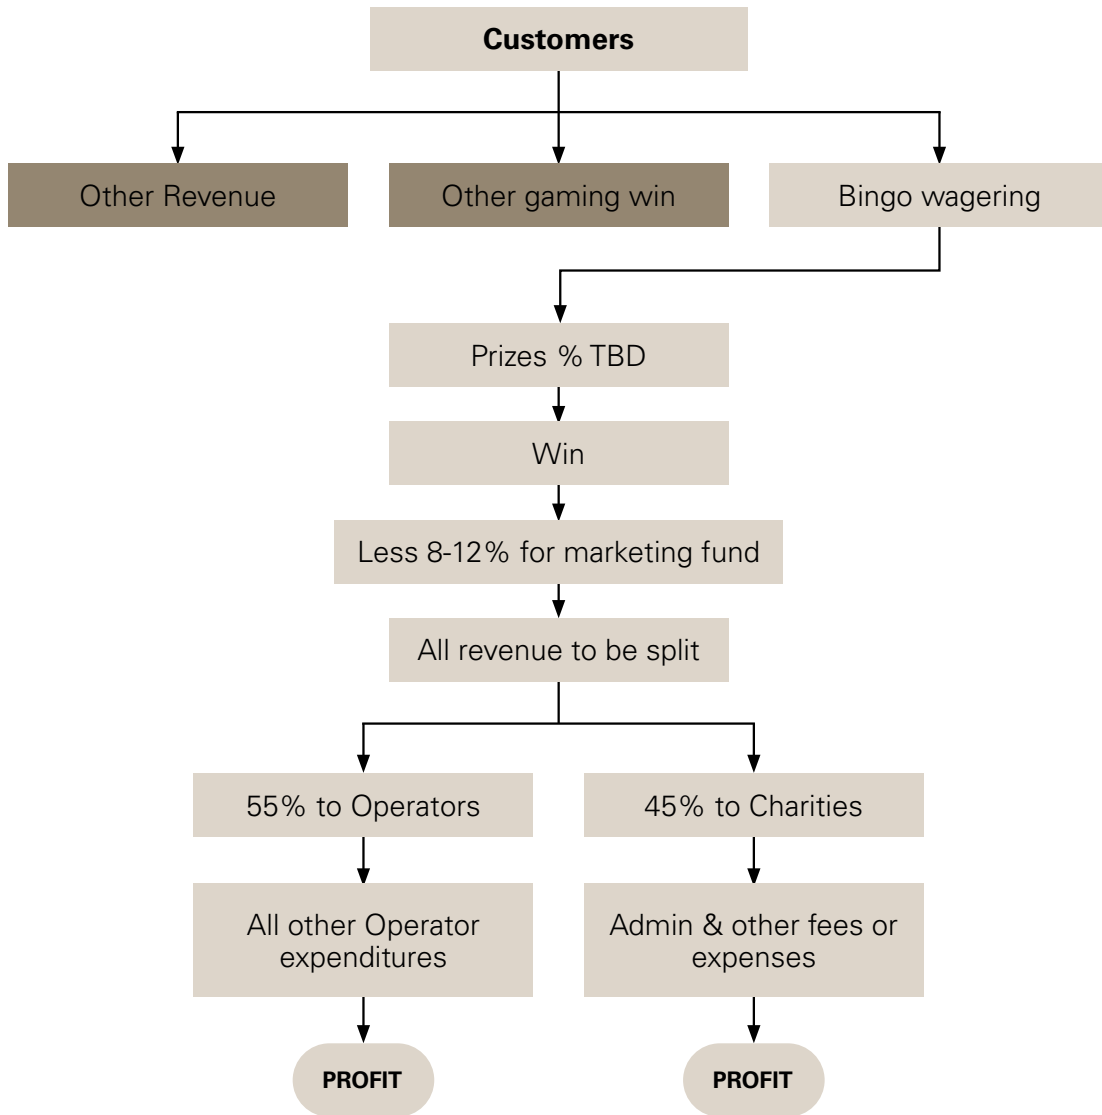 Customers
Other Revenue
Other gaming win
Bingo wagering
Prizes % TBD
Win
Less 8-12% for marketing fund
All revenue to be split
55% to Operators
45% to Charities
All other Operator
expenditures
Admin & other fees or
expenses
PROFIT
PROFIT